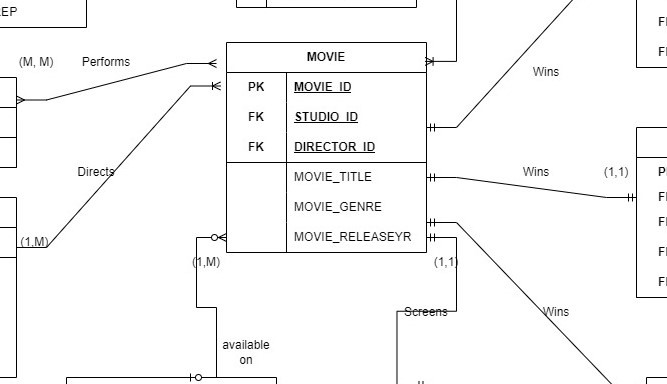 EP
(M, M)
Performs
MOVIE
PK
MOVIE_ID
FK
STUDIO_ID
FK
DIRECTOR_ID
MOVIE_TITLE
MOVIE_GENRE
MOVIE_RELEASEYR
Wins
Directs
Wins
(1,1)
(1,M)
(1,M)
(1,1)
Screens
Wins
available
on